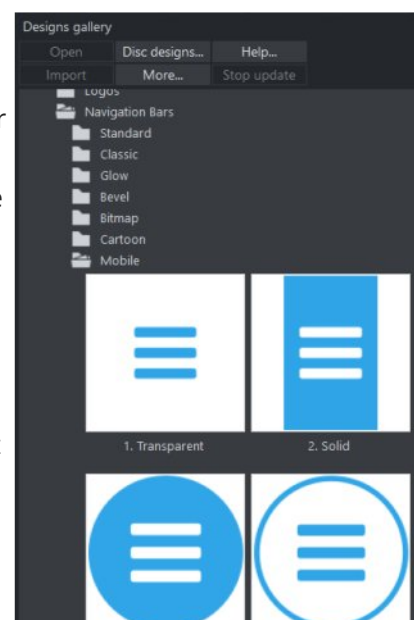 Designs gallery
Open Disc designs... Help...
Import More... Stop update
Logos
Navigation Bars
Standard
Classic
Glow
Bevel
Bitmap
Cartoon
Mobile
1. Transparent 2. Solid